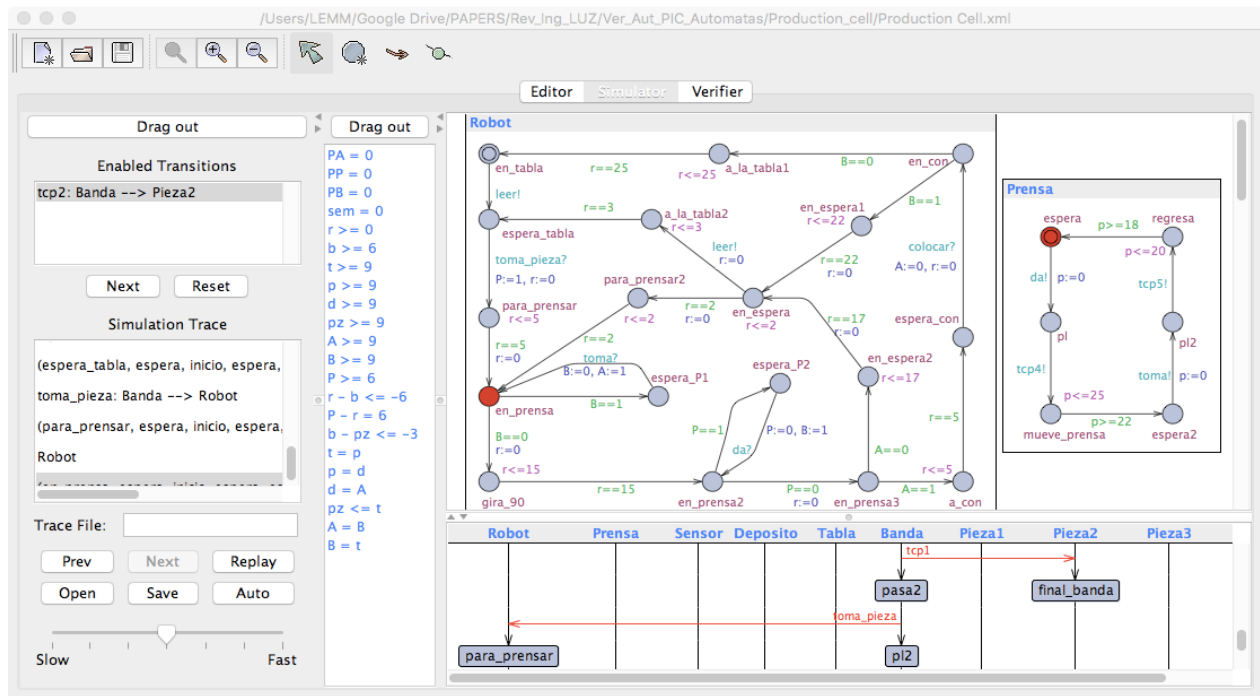 /Users/LEMM/Google Drive/PAPERS/Rev_Ing_LUZ/Ver_Aut_PIC_Automatas/Production_cell/Production Cell.xml
Editor
Simulator
Verifier
Drag out
Enabled Transitions
tcp2: Banda --> Pieza2
Next
Reset
Simulation Trace
(espera_tabla, espera, inicio, espera,
toma_pieza: Banda --> Robot
(para_prensar, espera, inicio, espera,
Robot
Trace File:
Prev
Next
Replay
Open
Save
Auto
Slow
Fast
Drag out
PA = 0
PP = 0
PB = 0
sem = 0
r >= 0
b >= 6
t >= 9
p >= 9
d >= 9
pz >= 9
A >= 9
B >= 9
P >= 6
r - b <= -6
P - r = 6
b - pz <= -3
t = p
p = d
d = A
pz <= t
A = B
B = t
Robot
en_tabla
r==25
r<=25
a_la_tabla1
B==0
en_con
leer!
r==3
a_la_tabla2
r<=3
en_espera1
r<=22
B==1
espera_tabla
leer!
r:=0
r==22
r:=0
colocar?
A:=0, r:=0
toma_pieza?
P:=1, r:=0
para_prensar2
para_prensar
r<=5
r<=2
r==2
r:=0
en_espera
r<=2
r==17
r:=0
espera_con
r==5
r:=0
r==2
toma?
B:=0, A:=1
espera_P1
espera_P2
en_espera2
r<=17
en_prensa
B==1
r==5
B==0
r:=0
P==1
P:=0, B:=1
da?
A==0
r<=15
r<=5
gira_90
r==15
en_prensa2
P==0
r:=0
en_prensa3
A==1
a_con
Prensa
espera
p>=18
regresa
p<=20
da!
p:=0
tcp5!
pl
pl2
tcp4!
toma!
p:=0
p<=25
mueve_prensa
p>=22
espera2
Robot
Prensa
Sensor
Deposito
Tabla
Banda
Pieza1
Pieza2
Pieza3
tcp1
pasa2
final_banda
toma_pieza
para_prensar
pl2